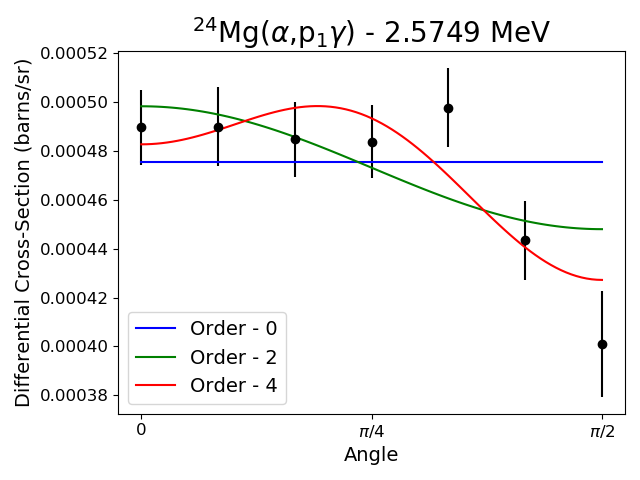 ²⁴Mg(α,p₁γ) - 2.5749 MeV
Differential Cross-Section (barns/sr)
0.00052
0.00050
0.00048
0.00046
0.00044
0.00042
0.00040
0.00038
Order - 0
Order - 2
Order - 4
0
π/4
π/2
Angle